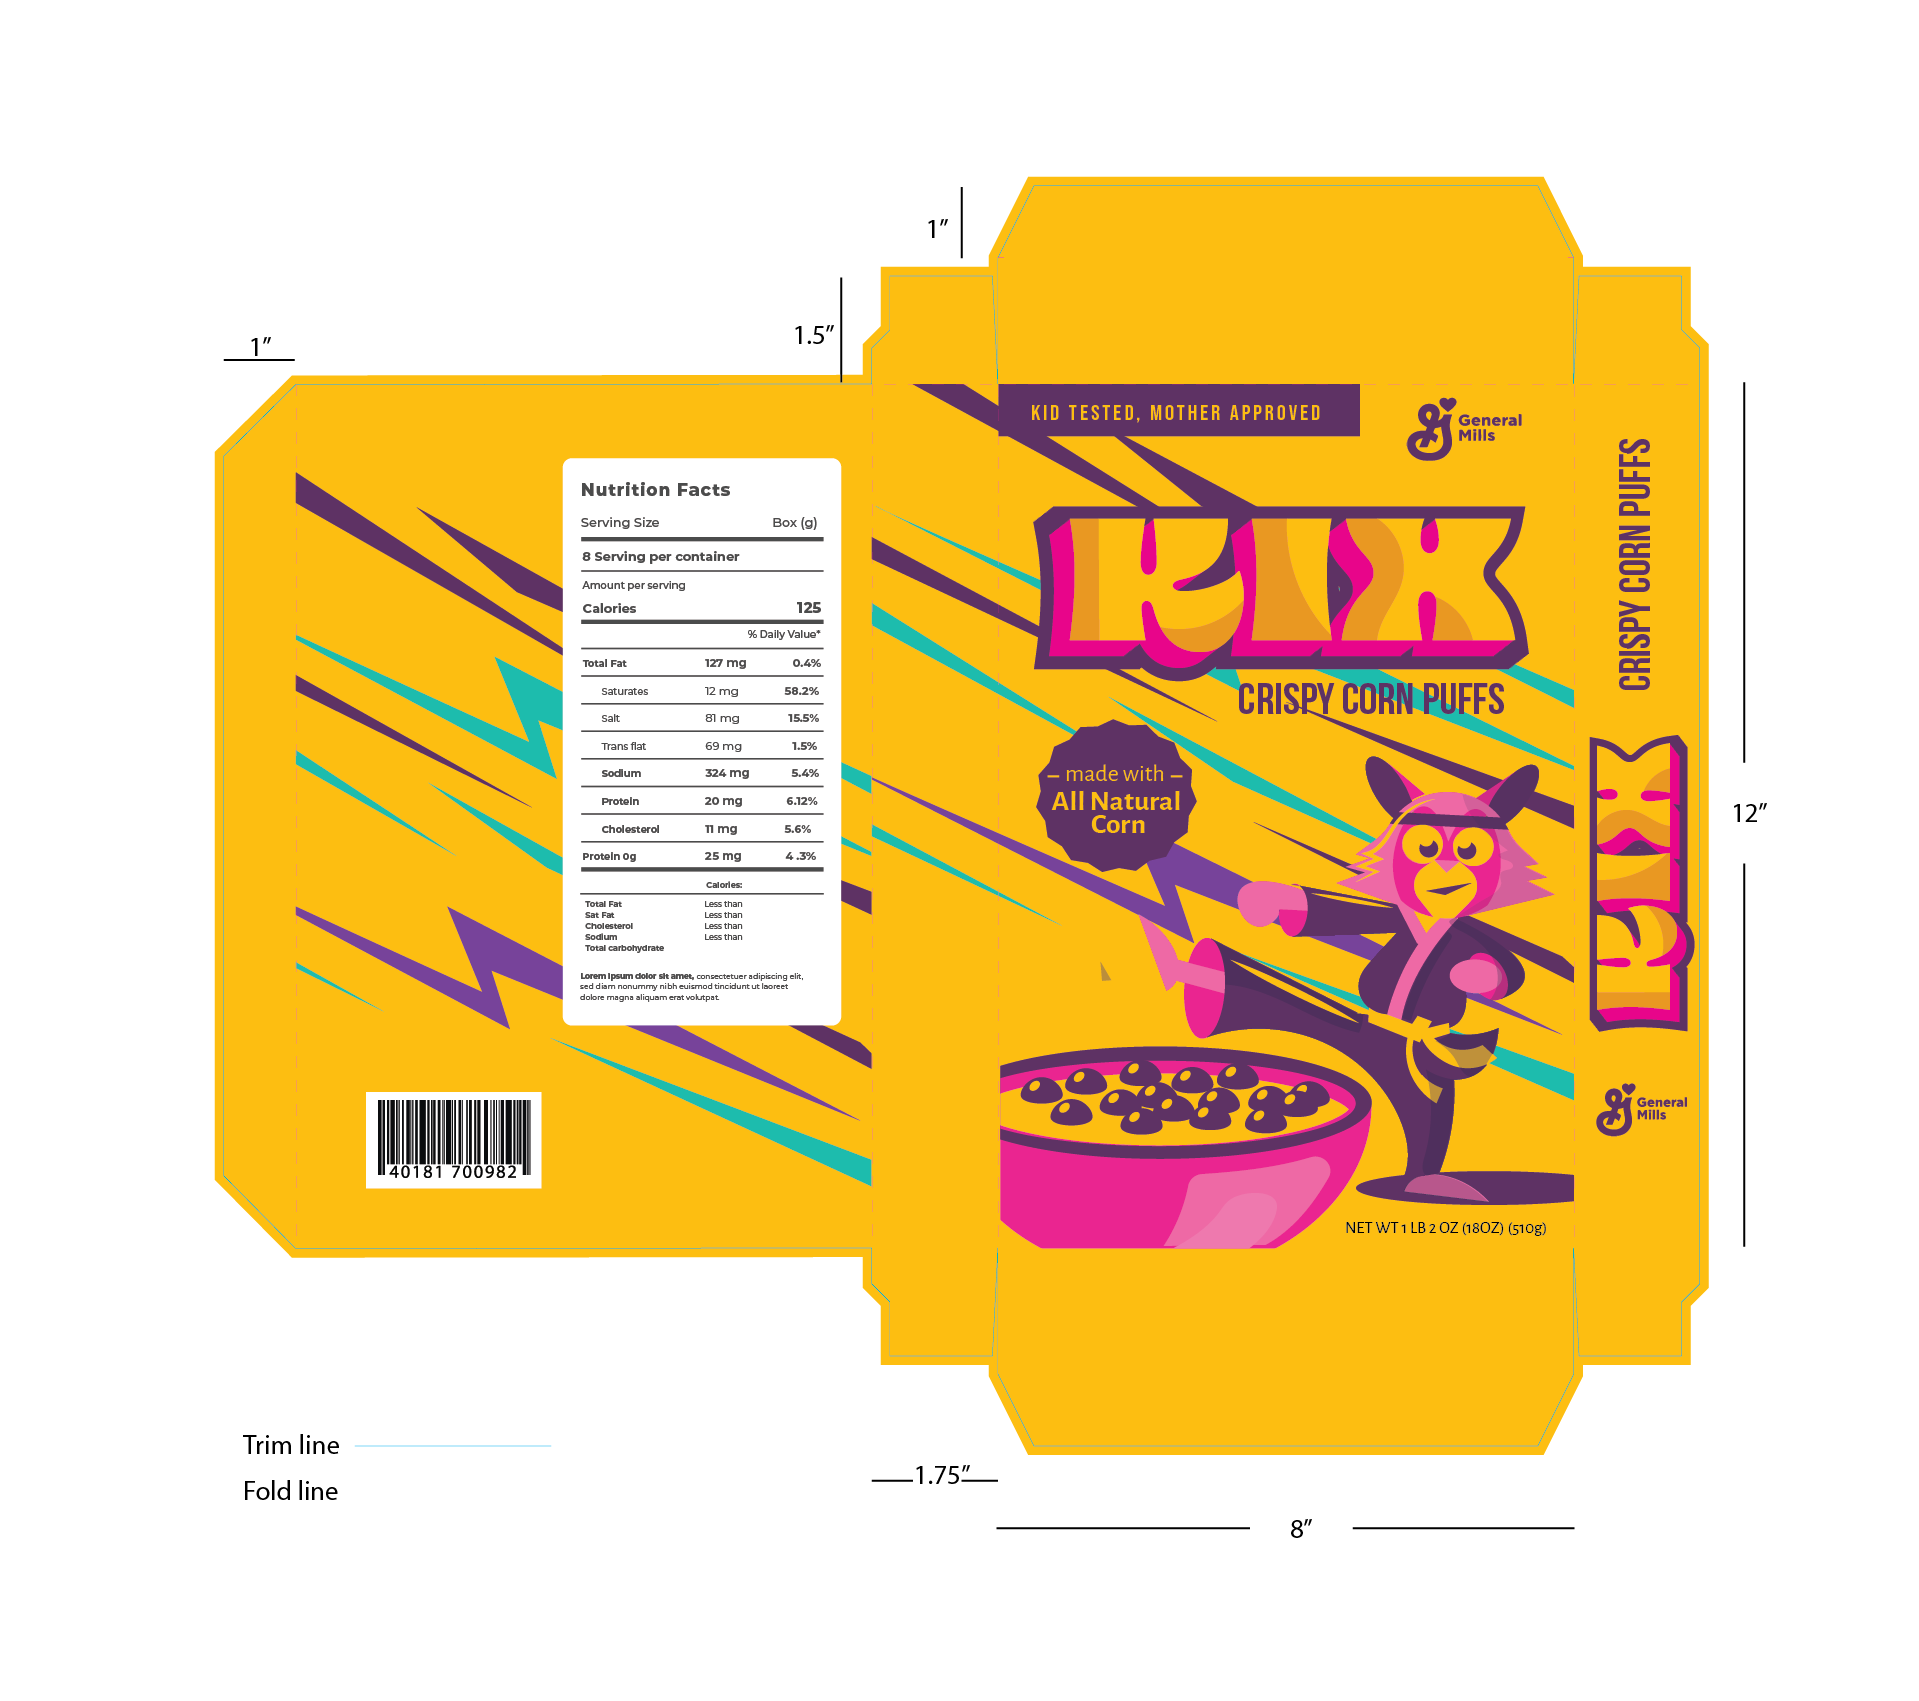 1″
1.5″
1″
KID TESTED, MOTHER APPROVED
General
Mills
KIX
CRISPY CORN PUFFS
– made with –
All Natural
Corn
NET WT 1 LB 2 OZ (18OZ) (510g)
CRISPY CORN PUFFS
KIX
General
Mills
12″
Nutrition Facts
Serving Size Box (g)
8 Serving per container
Amount per serving
Calories 125
% Daily Value*
Total Fat 127 mg 0.4%
Saturates 12 mg 58.2%
Salt 81 mg 15.5%
Trans flat 69 mg 1.5%
Sodium 324 mg 5.4%
Protein 20 mg 6.12%
Cholesterol 11 mg 5.6%
Protein 0g 25 mg 4 .3%
Calories:
Total Fat Less than
Sat Fat Less than
Cholesterol Less than
Sodium Less than
Total carbohydrate
Lorem ipsum dolor sit amet, consectetuer adipiscing elit,
sed diam nonummy nibh euismod tincidunt ut laoreet
dolore magna aliquam erat volutpat.
40181 700982
Trim line
Fold line
1.75″
8″